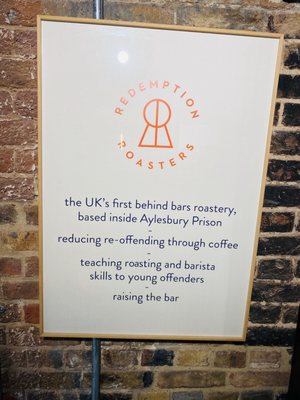 REDEMPTION
ROASTERS
the UK's first behind bars roastery,
based inside Aylesbury Prison
-
reducing re-offending through coffee
-
teaching roasting and barista
skills to young offenders
-
raising the bar